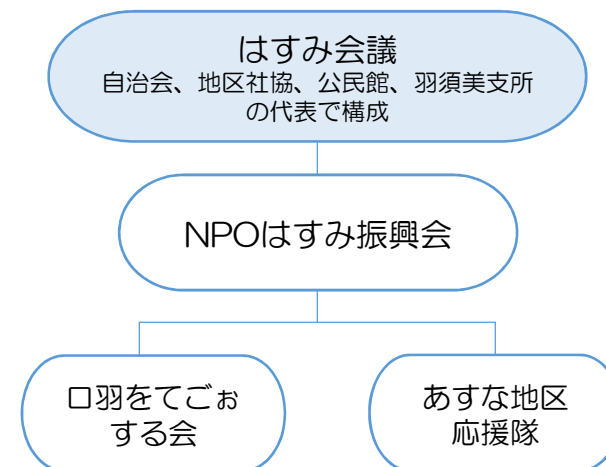 はすみ会議
自治会、地区社協、公民館、羽須美支所
の代表で構成
NPOはすみ振興会
口羽をてごぉ
する会
あすな地区
応援隊